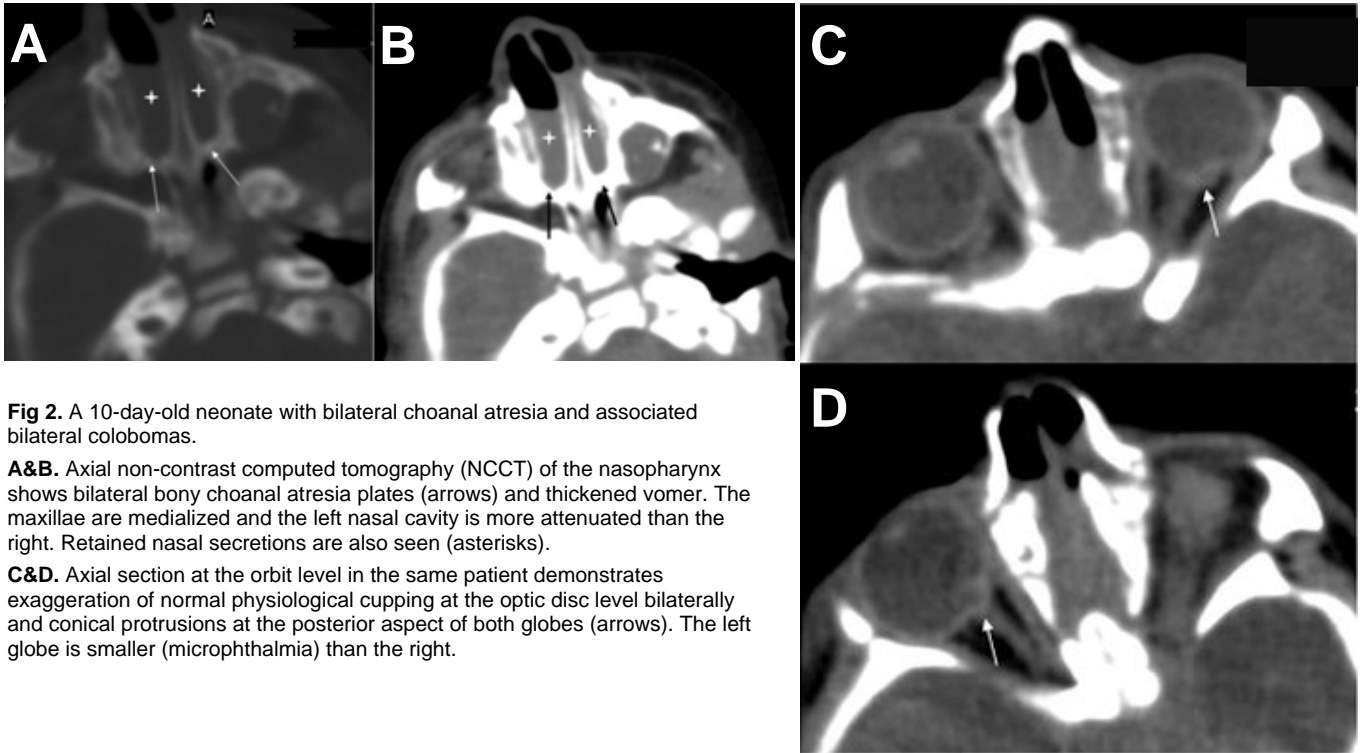 A
A
B
C
Fig 2. A 10-day-old neonate with bilateral choanal atresia and associated
bilateral colobomas.
A&B. Axial non-contrast computed tomography (NCCT) of the nasopharynx
shows bilateral bony choanal atresia plates (arrows) and thickened vomer. The
maxillae are medialized and the left nasal cavity is more attenuated than the
right. Retained nasal secretions are also seen (asterisks).
C&D. Axial section at the orbit level in the same patient demonstrates
exaggeration of normal physiological cupping at the optic disc level bilaterally
and conical protrusions at the posterior aspect of both globes (arrows). The left
globe is smaller (microphthalmia) than the right.
D